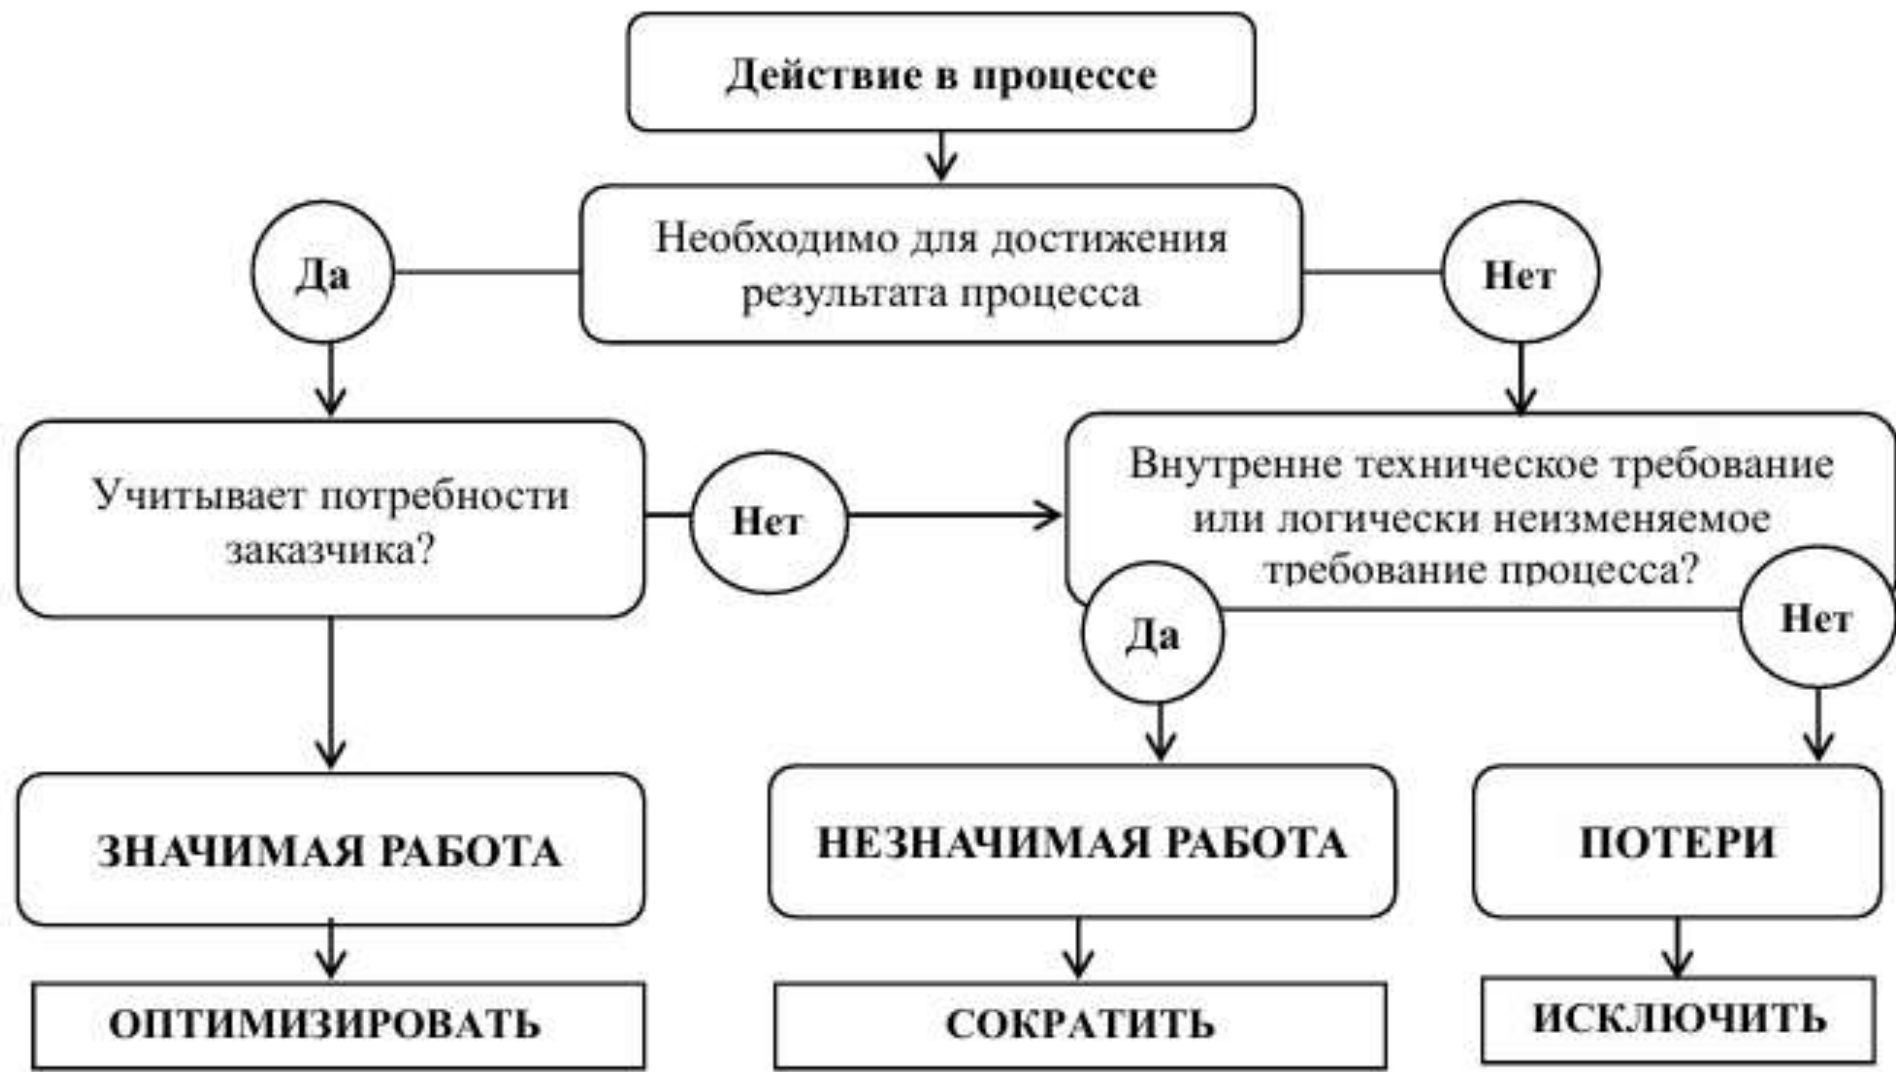 Действие в процессе
Необходимо для достижения
результата процесса
Да
Нет
Учитывает потребности
заказчика?
Нет
Внутренне техническое требование
или логически неизменяемое
требование процесса?
Да
Нет
ЗНАЧИМАЯ РАБОТА
НЕЗНАЧИМАЯ РАБОТА
ПОТЕРИ
ОПТИМИЗИРОВАТЬ
СОКРАТИТЬ
ИСКЛЮЧИТЬ